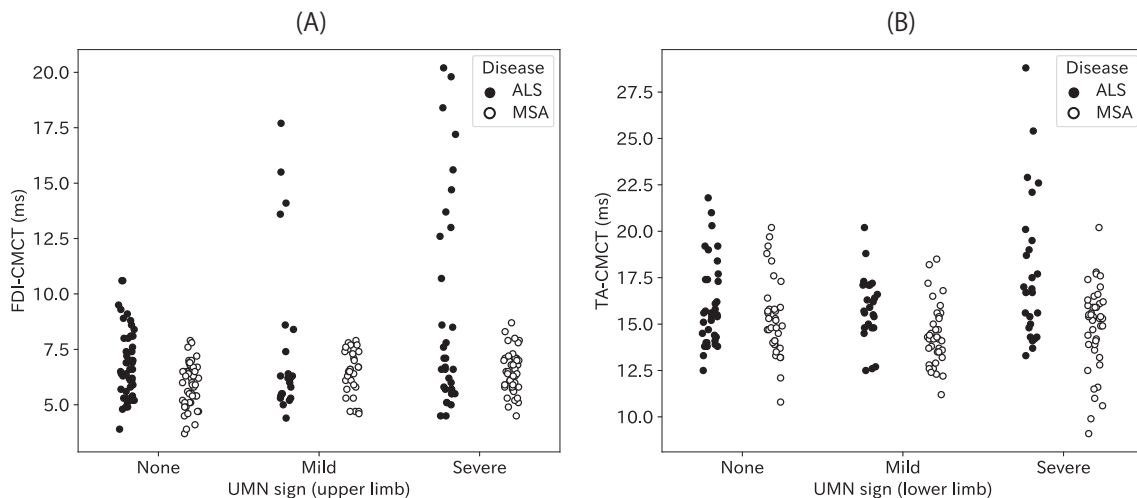 (A)
20.0
17.5
15.0
12.5
10.0
7.5
5.0
FDI-CMCT (ms)
Disease
ALS
MSA
None
Mild
Severe
UMN sign (upper limb)
(B)
27.5
25.0
22.5
20.0
17.5
15.0
12.5
10.0
TA-CMCT (ms)
Disease
ALS
MSA
None
Mild
Severe
UMN sign (lower limb)